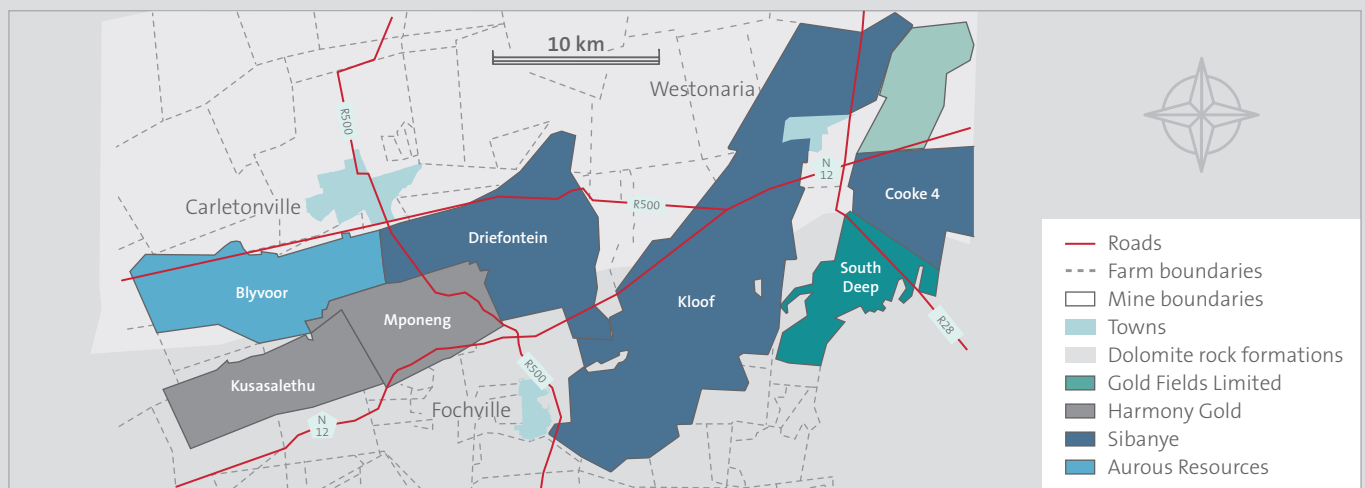 10 km
Westonaria
R500
N
12
Carletonville
Cooke 4
R500
Driefontein
South
Deep
Blyvoor
Kloof
Mponeng
R28
Kusasalethu
R500
Fochville
N
12
Roads
Farm boundaries
Mine boundaries
Towns
Dolomite rock formations
Gold Fields Limited
Harmony Gold
Sibanye
Aurous Resources